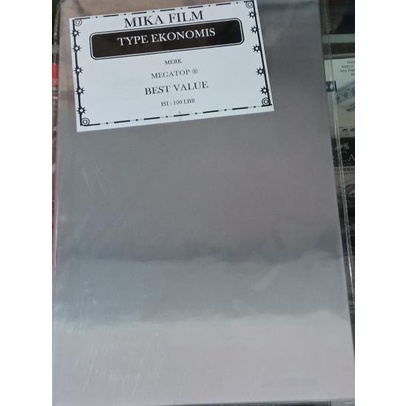 MIKA FILM
TYPE EKONOMIS
MERK
MEGATOP ®
BEST VALUE
ISI : 100 LBR